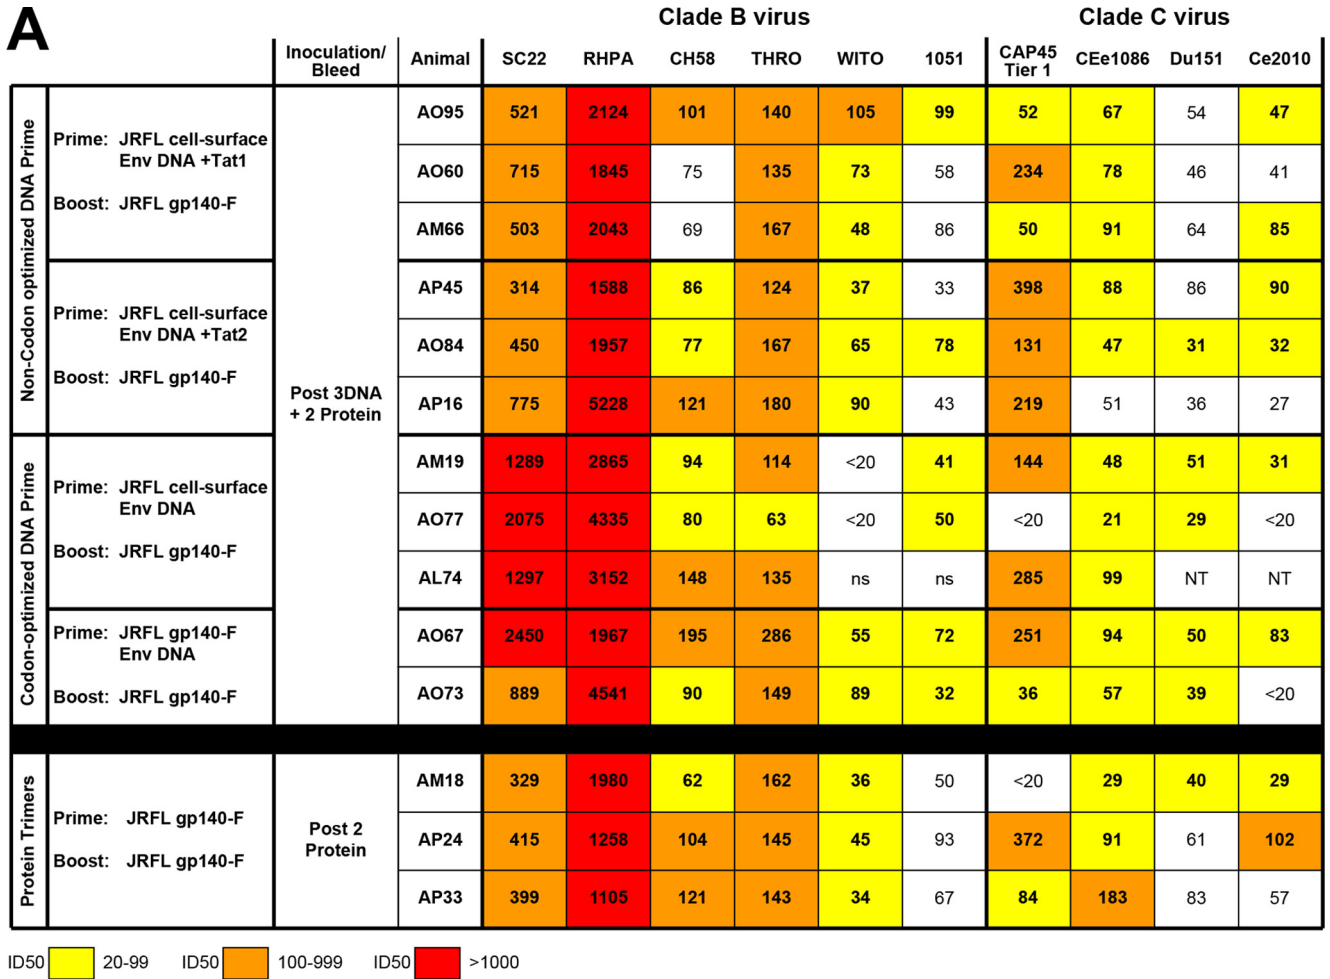 A
Clade B virus Clade C virus
Inoculation/ Bleed Animal SC22 RHPA CH58 THRO WITO 1051 CAP45 Tier 1 CEe1086 Du151 Ce2010
Non-Codon optimized DNA Prime
Prime: JRFL cell-surface
Env DNA +Tat1
Boost: JRFL gp140-F
Post 3DNA
+ 2 Protein
AO95 521 2124 101 140 105 99 52 67 54 47
AO60 715 1845 75 135 73 58 234 78 46 41
AM66 503 2043 69 167 48 86 50 91 64 85
Prime: JRFL cell-surface
Env DNA +Tat2
Boost: JRFL gp140-F
AP45 314 1588 86 124 37 33 398 88 86 90
AO84 450 1957 77 167 65 78 131 47 31 32
AP16 775 5228 121 180 90 43 219 51 36 27
Codon-optimized DNA Prime
Prime: JRFL cell-surface
Env DNA
Boost: JRFL gp140-F
AM19 1289 2865 94 114 <20 41 144 48 51 31
AO77 2075 4335 80 63 <20 50 <20 21 29 <20
AL74 1297 3152 148 135 ns ns 285 99 NT NT
Prime: JRFL gp140-F
Env DNA
Boost: JRFL gp140-F
AO67 2450 1967 195 286 55 72 251 94 50 83
AO73 889 4541 90 149 89 32 36 57 39 <20
Protein Trimers
Prime: JRFL gp140-F
Boost: JRFL gp140-F
Post 2
Protein
AM18 329 1980 62 162 36 50 <20 29 40 29
AP24 415 1258 104 145 45 93 372 91 61 102
AP33 399 1105 121 143 34 67 84 183 83 57
ID50 20-99 ID50 100-999 ID50 >1000